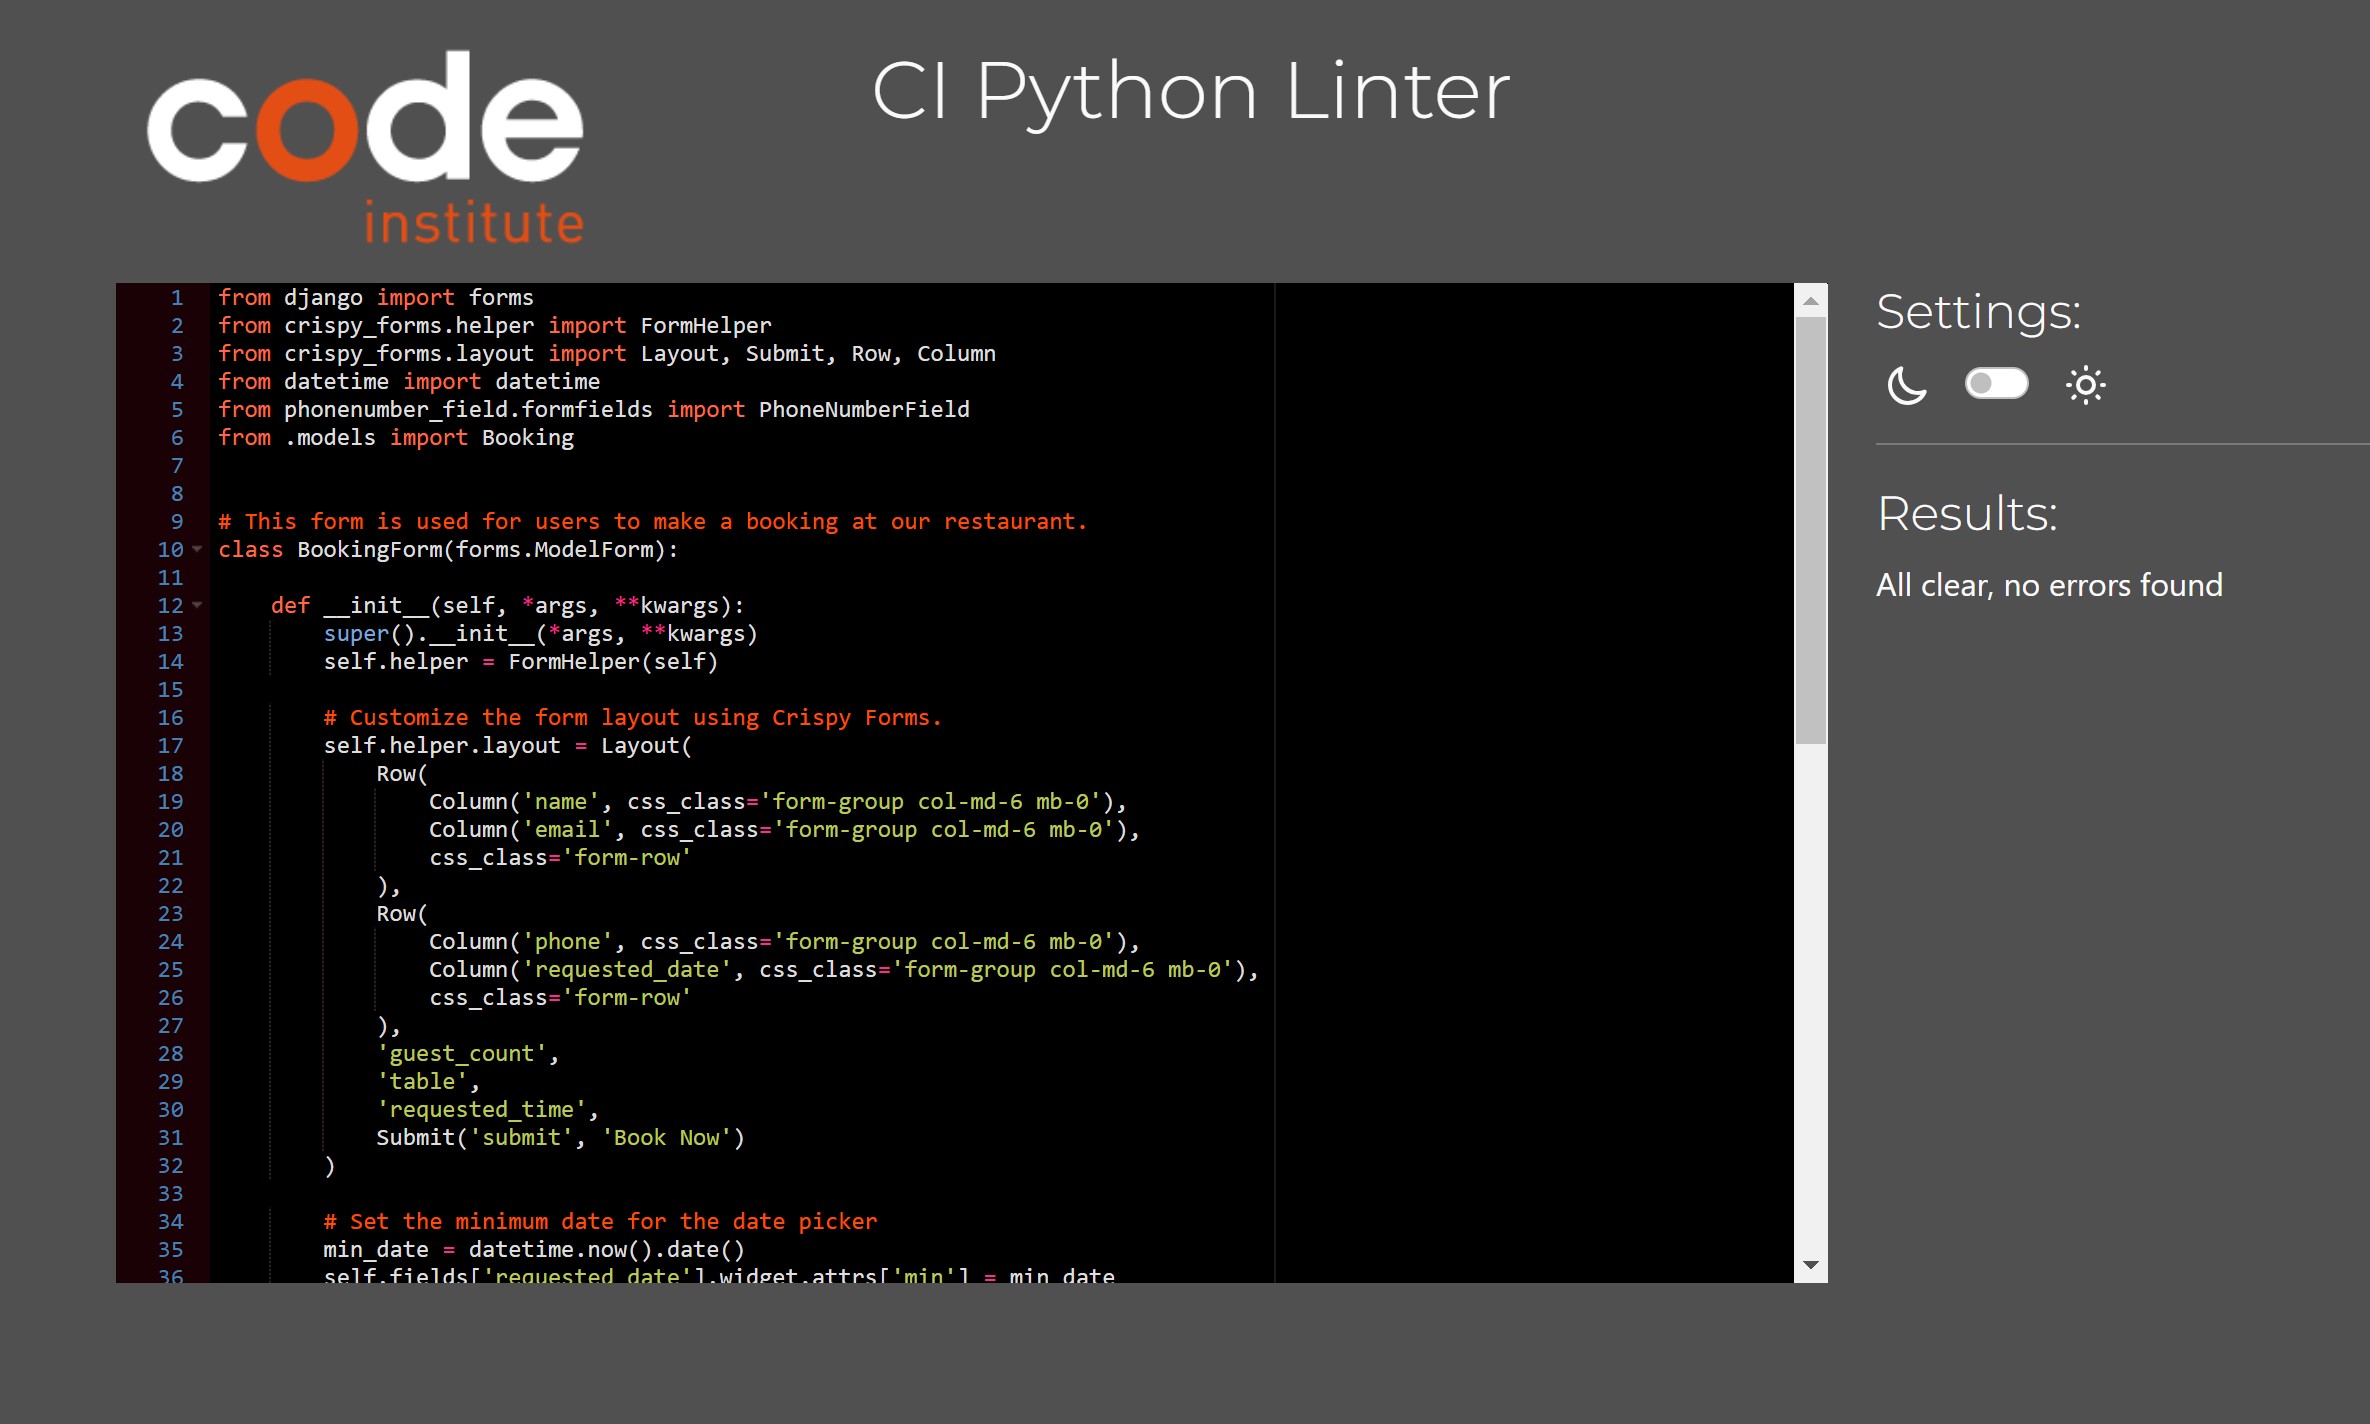 code
institute
CI Python Linter
1 from django import forms
2 from crispy_forms.helper import FormHelper
3 from crispy_forms.layout import Layout, Submit, Row, Column
4 from datetime import datetime
5 from phonenumber_field.formfields import PhoneNumberField
6 from .models import Booking
7
8
9 # This form is used for users to make a booking at our restaurant.
10 class BookingForm(forms.ModelForm):
11
12     def __init__(self, *args, **kwargs):
13         super().__init__(*args, **kwargs)
14         self.helper = FormHelper(self)
15
16         # Customize the form layout using Crispy Forms.
17         self.helper.layout = Layout(
18             Row(
19                 Column('name', css_class='form-group col-md-6 mb-0'),
20                 Column('email', css_class='form-group col-md-6 mb-0'),
21                 css_class='form-row'
22             ),
23             Row(
24                 Column('phone', css_class='form-group col-md-6 mb-0'),
25                 Column('requested_date', css_class='form-group col-md-6 mb-0'),
26                 css_class='form-row'
27             ),
28             'guest_count',
29             'table',
30             'requested_time',
31             Submit('submit', 'Book Now')
32         )
33
34         # Set the minimum date for the date picker
35         min_date = datetime.now().date()
36         self.fields['requested_date'].widget.attrs['min'] = min_date
Settings:
Results:
All clear, no errors found